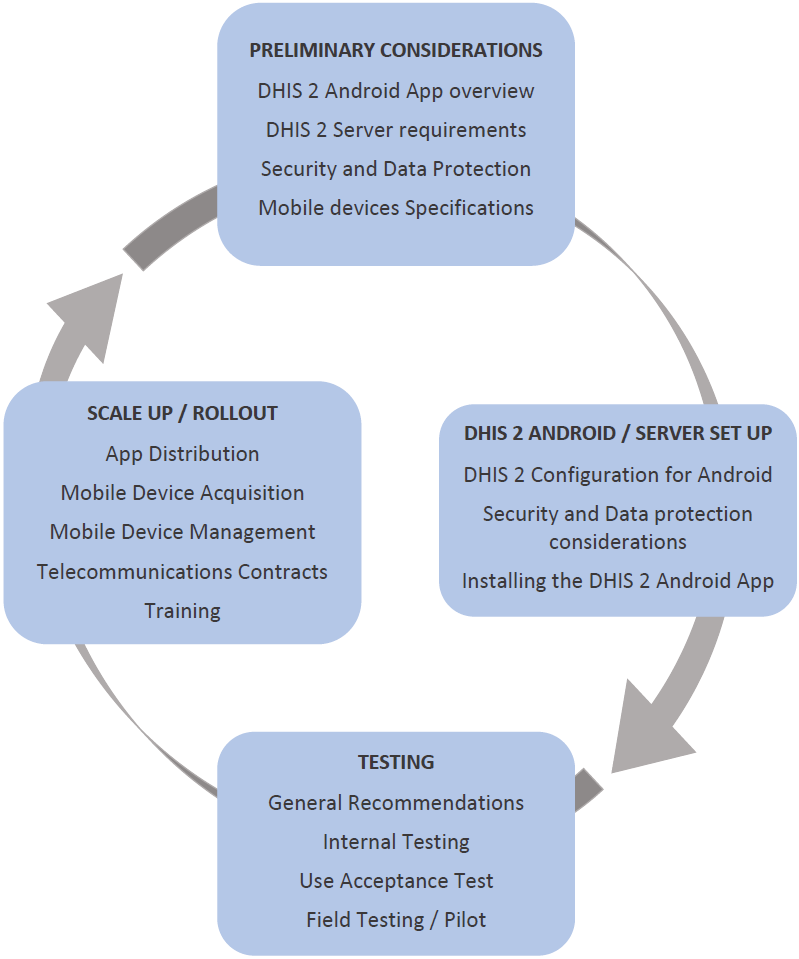 PRELIMINARY CONSIDERATIONS
DHIS 2 Android App overview
DHIS 2 Server requirements
Security and Data Protection
Mobile devices Specifications
DHIS 2 ANDROID / SERVER SET UP
DHIS 2 Configuration for Android
Security and Data protection
considerations
Installing the DHIS 2 Android App
TESTING
General Recommendations
Internal Testing
Use Acceptance Test
Field Testing / Pilot
SCALE UP / ROLLOUT
App Distribution
Mobile Device Acquisition
Mobile Device Management
Telecommunications Contracts
Training